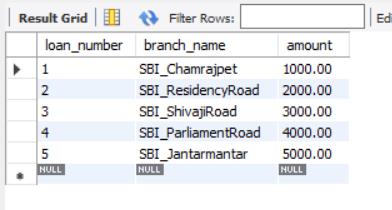 Result Grid Filter Rows: Edi
loan_number branch_name amount
1 SBI_Chamrajpet 1000.00
2 SBI_ResidencyRoad 2000.00
3 SBI_ShivajiRoad 3000.00
4 SBI_ParliamentRoad 4000.00
5 SBI_Jantarmantar 5000.00
NULL NULL NULL